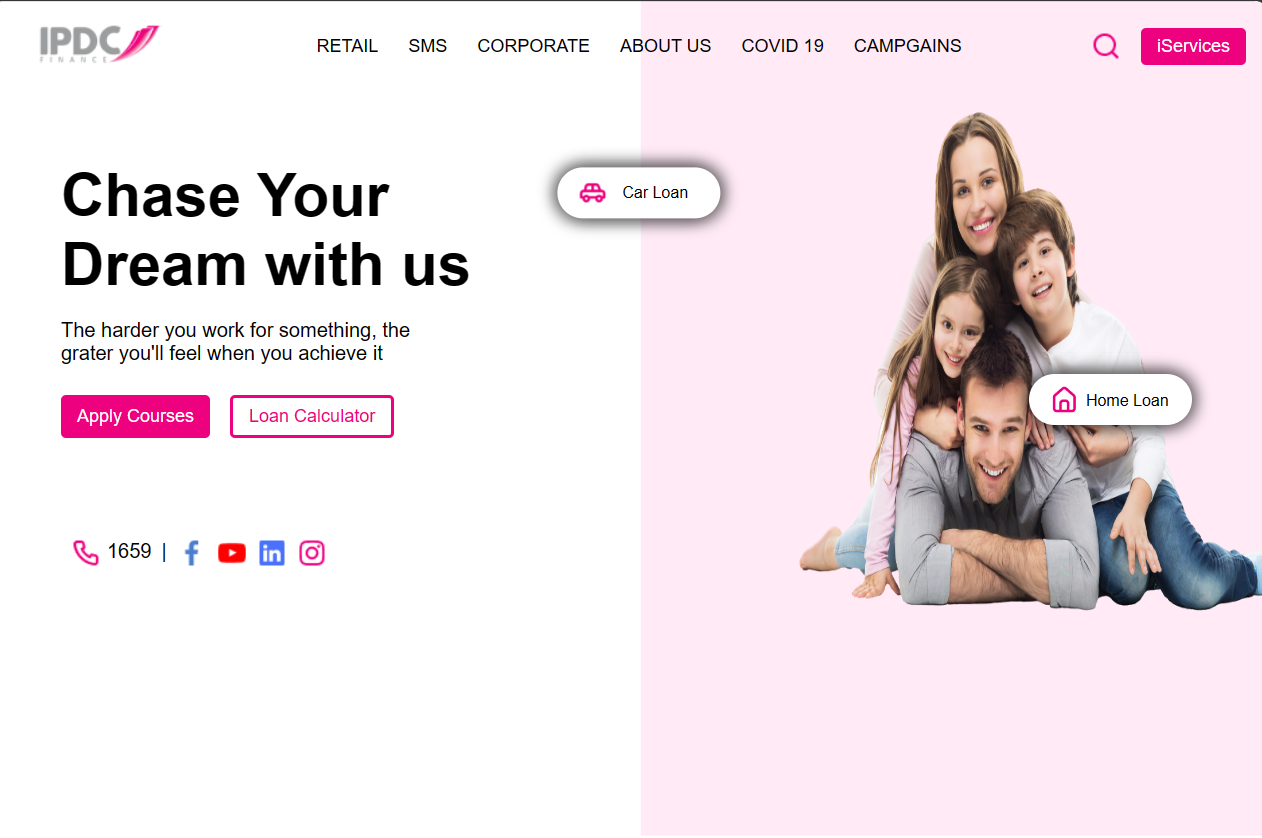 IPDC
FINANCE
RETAIL SMS CORPORATE ABOUT US COVID 19 CAMPGAINS
iServices
Chase Your
Dream with us
The harder you work for something, the
grater you'll feel when you achieve it
Apply Courses Loan Calculator
Car Loan
Home Loan
1659 |